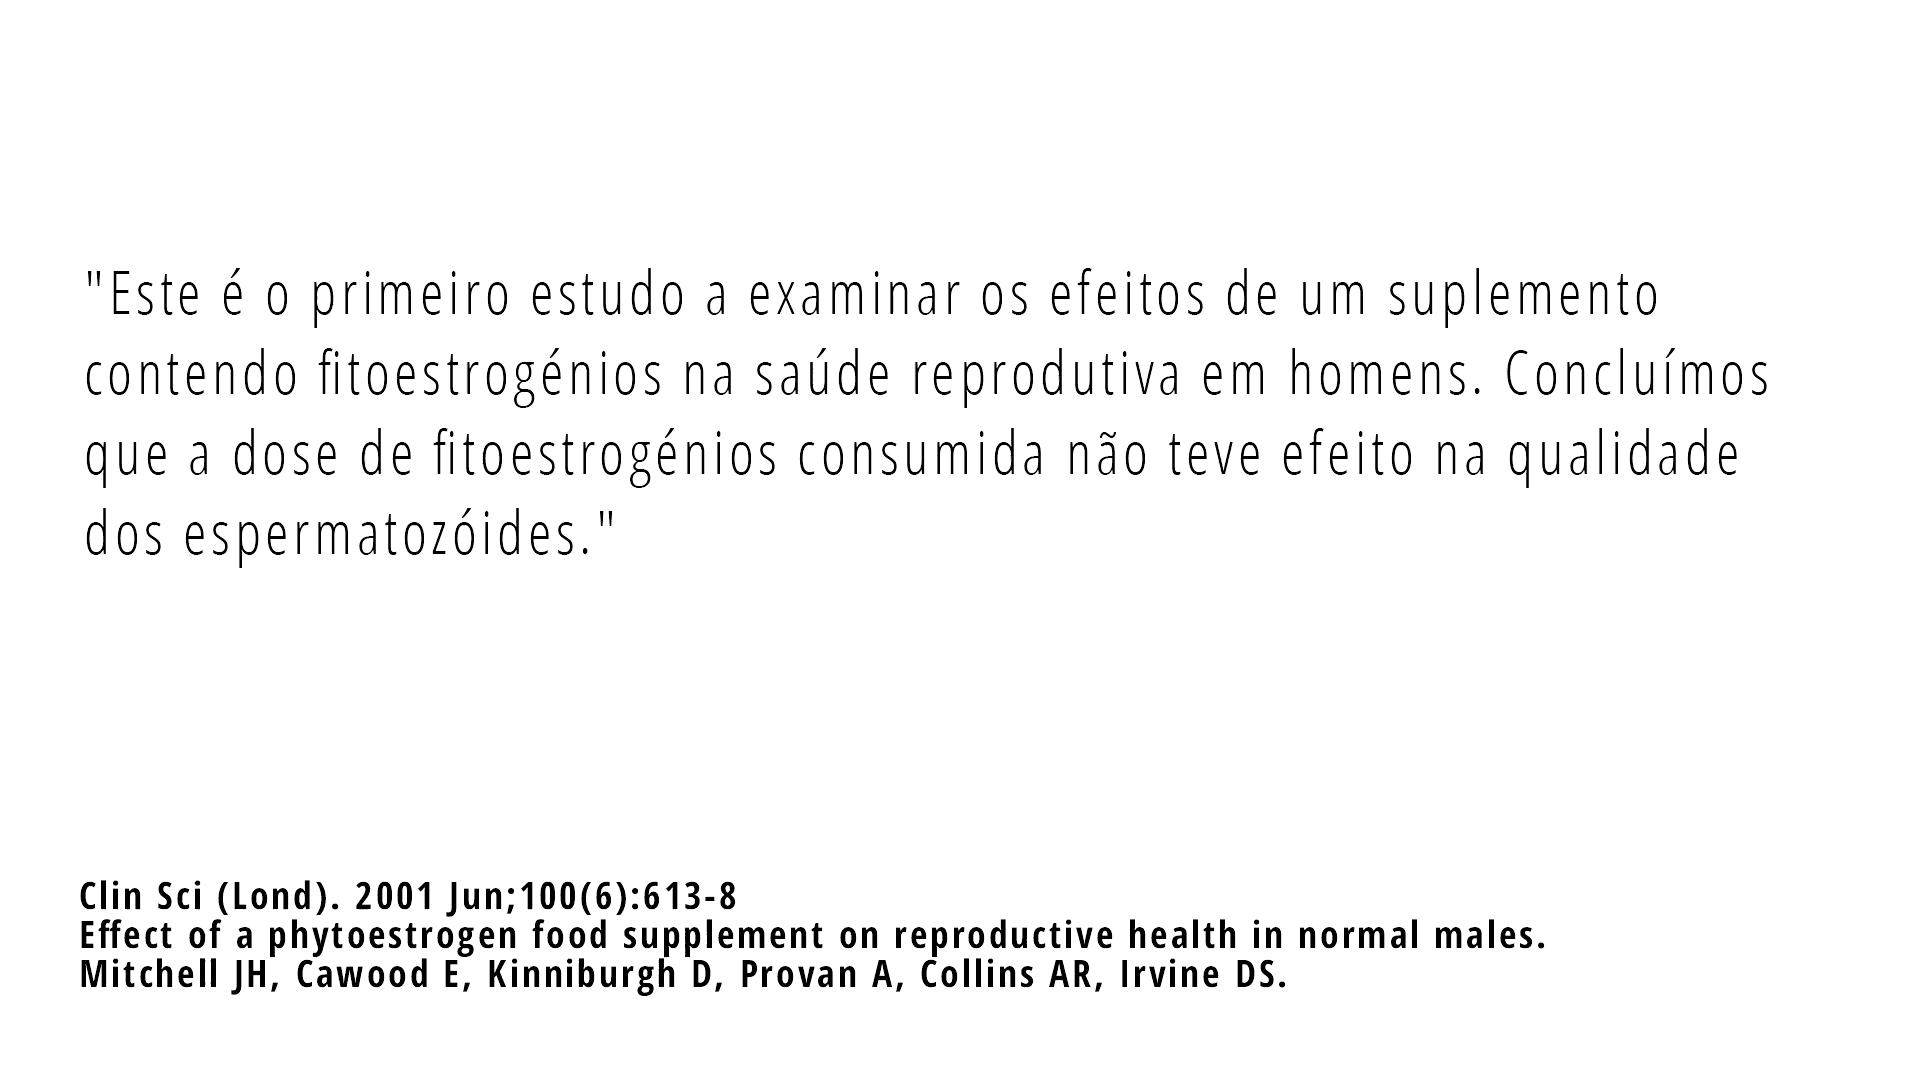 "Este é o primeiro estudo a examinar os efeitos de um suplemento
contendo fitoestrogénios na saúde reprodutiva em homens. Concluímos
que a dose de fitoestrogénios consumida não teve efeito na qualidade
dos espermatozóides."
Clin Sci (Lond). 2001 Jun;100(6):613-8
Effect of a phytoestrogen food supplement on reproductive health in normal males.
Mitchell JH, Cawood E, Kinniburgh D, Provan A, Collins AR, Irvine DS.